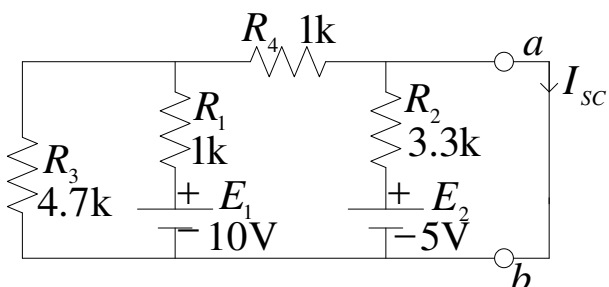 R4 1k
a
ISC
R1
1k
R2
3.3k
R3
4.7k
+ E1
− 10V
+ E2
−5V
b